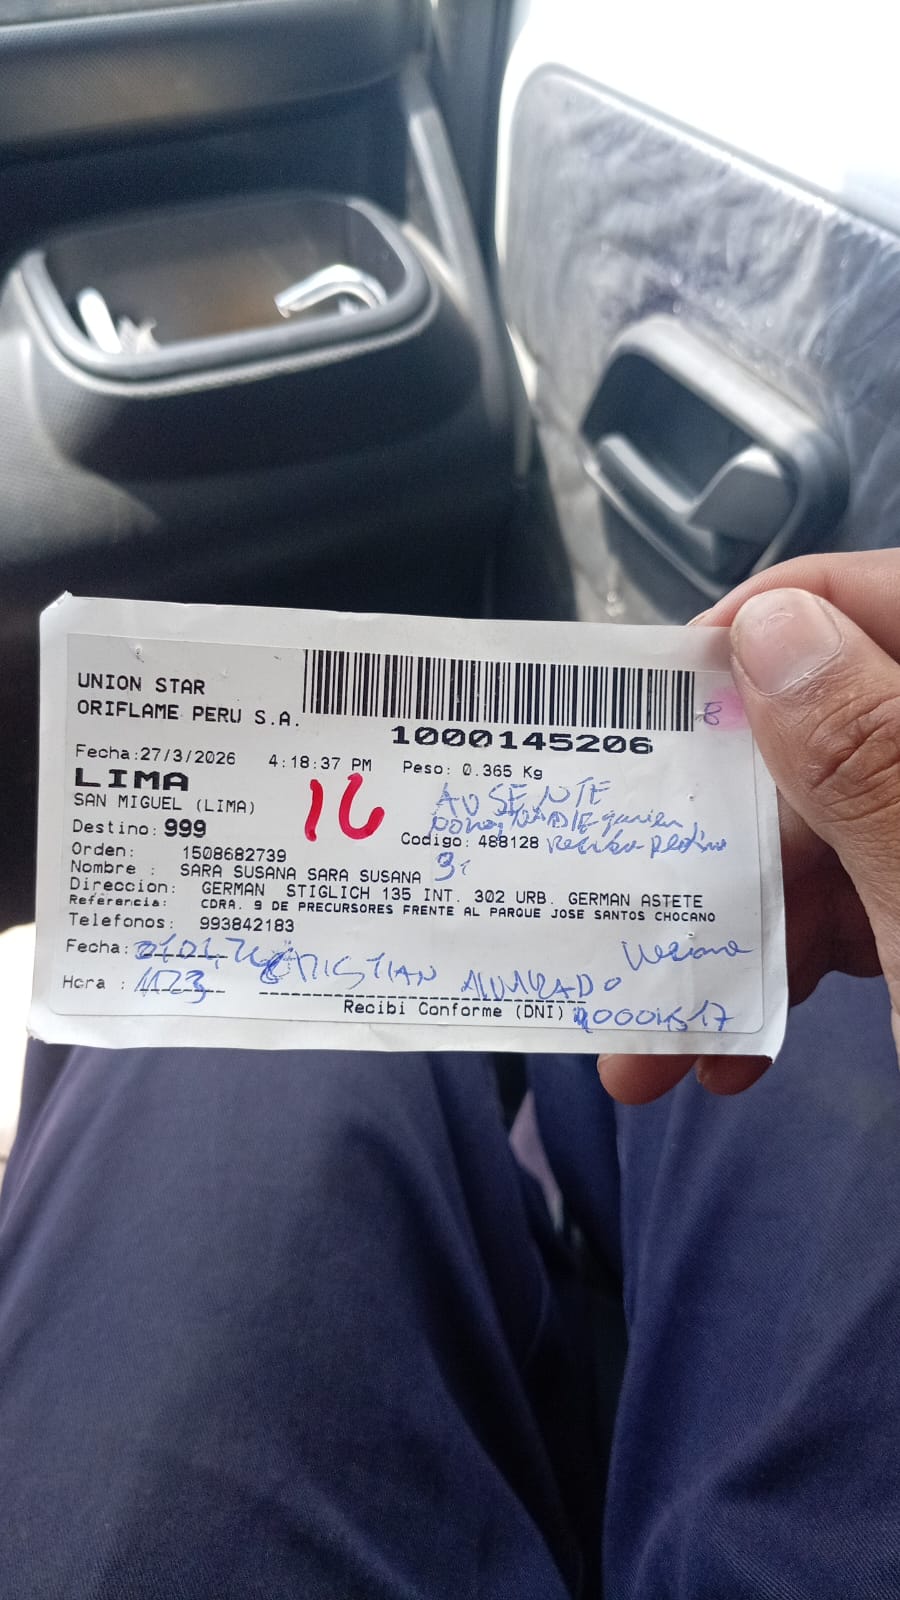 UNION STAR
ORIFLAME PERU S.A.
1000145206
Fecha:27/3/2026 4:18:37 PM Peso: 0.365 Kg
LIMA
SAN MIGUEL (LIMA)
16
AUSENTE
Destino: 999
Codigo: 488128
Orden: 1508682739
Nombre : SARA SUSANA SARA SUSANA
Direccion: GERMAN STIGLICH 135 INT. 302 URB. GERMAN ASTETE
Referencia: CDRA. 9 DE PRECURSORES FRENTE AL PARQUE JOSE SANTOS CHOCANO
Telefonos: 993842183
Fecha:
CRISTIAN ALVARADO
Hora : 1123
Recibi Conforme (DNI)